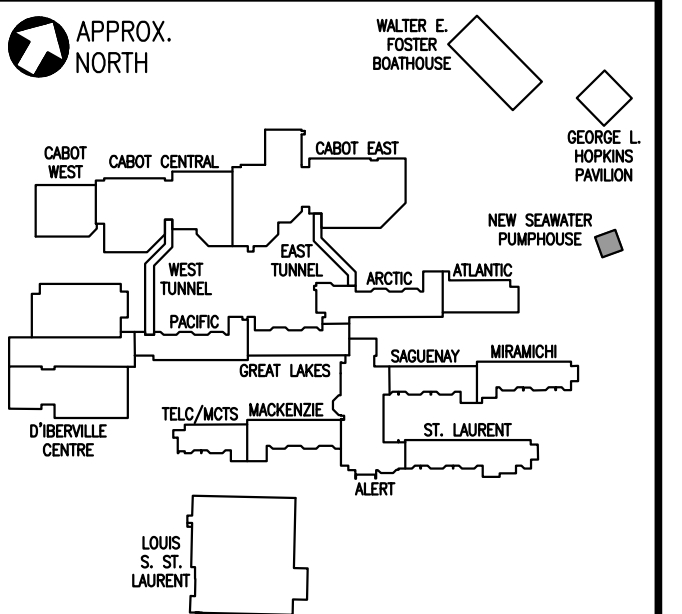 APPROX.
NORTH
WALTER E.
FOSTER
BOATHOUSE
GEORGE L.
HOPKINS
PAVILION
CABOT
WEST
CABOT CENTRAL
CABOT EAST
NEW SEAWATER
PUMPHOUSE
WEST
TUNNEL
EAST
TUNNEL
ARCTIC
ATLANTIC
PACIFIC
GREAT LAKES
SAGUENAY
MIRAMICHI
D'IBERVILLE
CENTRE
TELC/MCTS
MACKENZIE
ST. LAURENT
ALERT
LOUIS
S. ST.
LAURENT